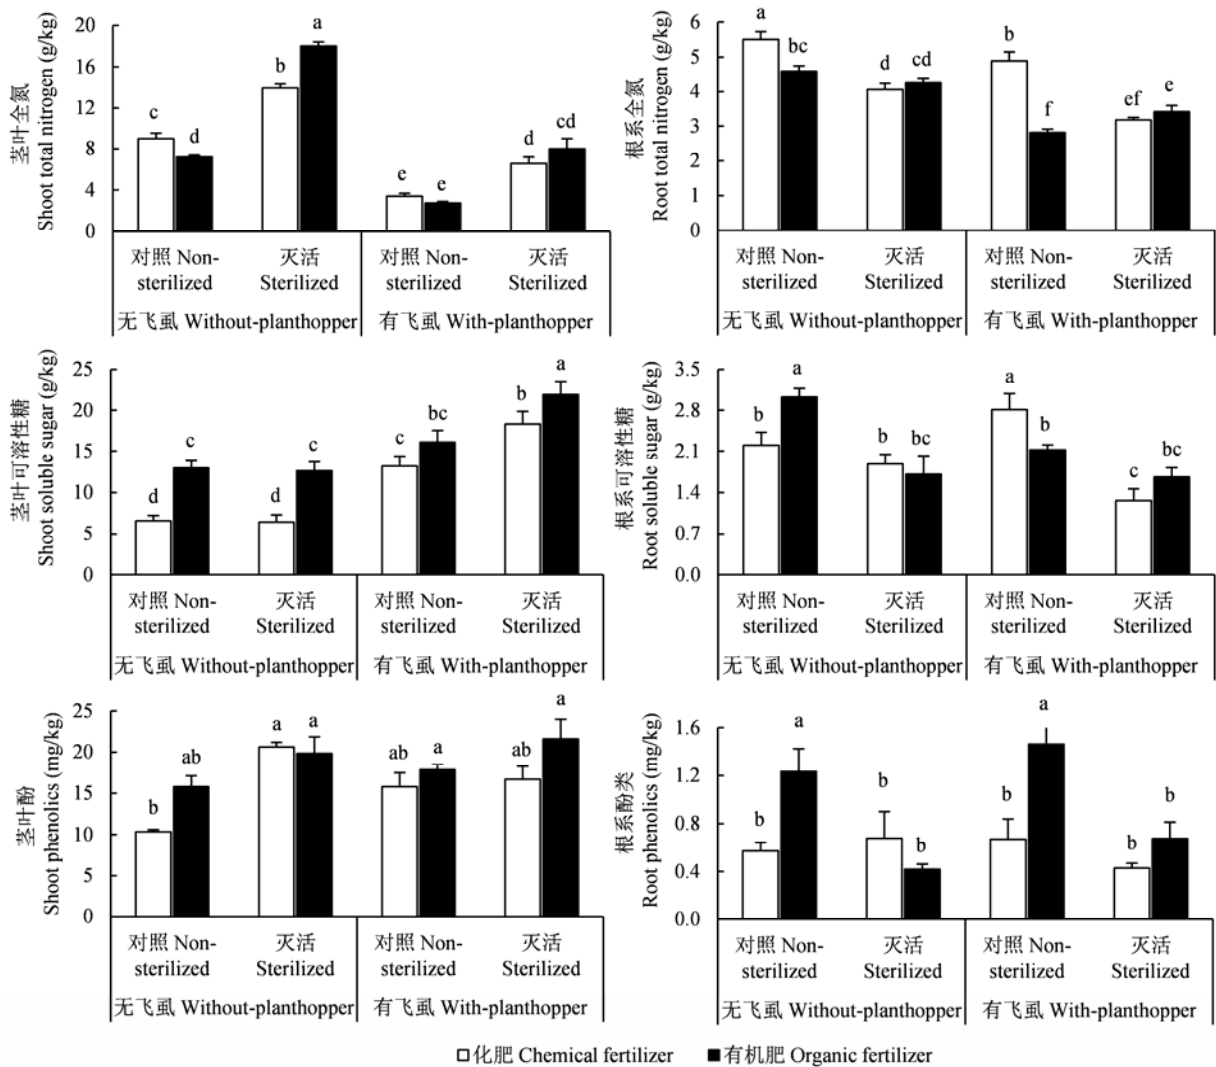 茎叶全氮
Shoot total nitrogen (g/kg)
20
16
12
8
4
0
c
d
b
a
e
e
d
cd
对照 Non-
sterilized
灭活
Sterilized
对照 Non-
sterilized
灭活
Sterilized
无飞虱 Without-planthopper
有飞虱 With-planthopper
根系全氮
Root total nitrogen (g/kg)
6
5
4
3
2
1
0
a
bc
d
cd
b
f
ef
e
对照 Non-
sterilized
灭活
Sterilized
对照 Non-
sterilized
灭活
Sterilized
无飞虱 Without-planthopper
有飞虱 With-planthopper
茎叶可溶性糖
Shoot soluble sugar (g/kg)
25
20
15
10
5
0
d
c
d
c
c
bc
b
a
对照 Non-
sterilized
灭活
Sterilized
对照 Non-
sterilized
灭活
Sterilized
无飞虱 Without-planthopper
有飞虱 With-planthopper
根系可溶性糖
Root soluble sugar (g/kg)
3.5
2.8
2.1
1.4
0.7
0.0
b
a
b
bc
a
b
c
bc
对照 Non-
sterilized
灭活
Sterilized
对照 Non-
sterilized
灭活
Sterilized
无飞虱 Without-planthopper
有飞虱 With-planthopper
茎叶酚
Shoot phenolics (mg/kg)
25
20
15
10
5
0
b
ab
a
a
ab
a
ab
a
对照 Non-
sterilized
灭活
Sterilized
对照 Non-
sterilized
灭活
Sterilized
无飞虱 Without-planthopper
有飞虱 With-planthopper
根系酚类
Root phenolics (mg/kg)
1.6
1.2
0.8
0.4
0.0
b
a
b
b
b
a
b
b
对照 Non-
sterilized
灭活
Sterilized
对照 Non-
sterilized
灭活
Sterilized
无飞虱 Without-planthopper
有飞虱 With-planthopper
化肥 Chemical fertilizer
有机肥 Organic fertilizer